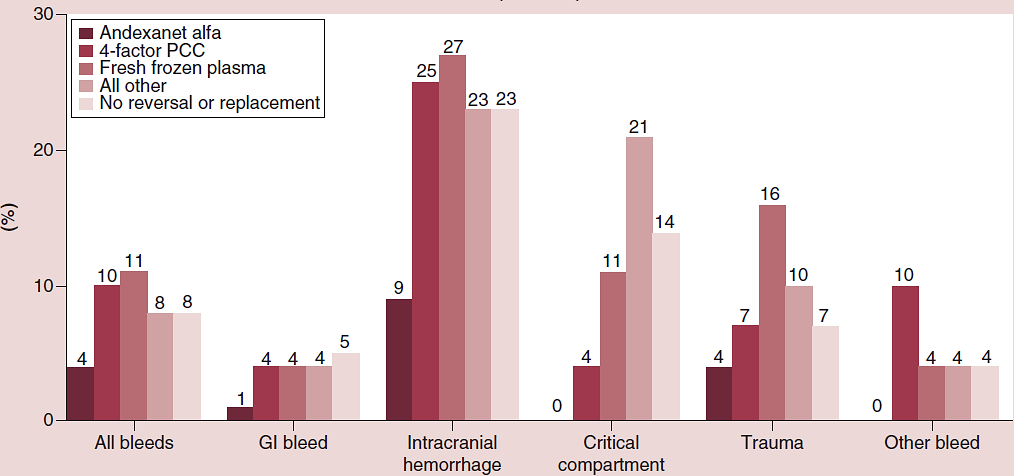 30
20
10
0
(%)
Andexanet alfa
4-factor PCC
Fresh frozen plasma
All other
No reversal or replacement
4 10 11 8 8
1 4 4 4 5
9 25 27 23 23
0 4 11 21 14
4 7 16 10 7
0 10 4 4 4
All bleeds
GI bleed
Intracranial
hemorrhage
Critical
compartment
Trauma
Other bleed